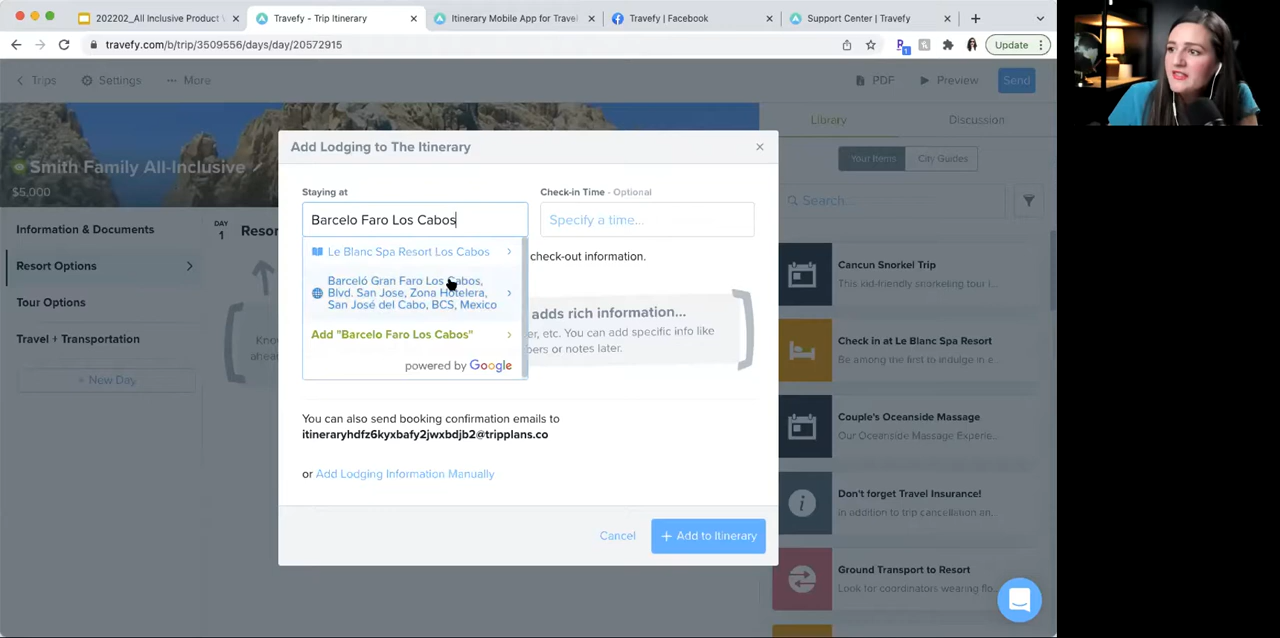 202202_All Inclusive Product
Travefy - Trip Itinerary
Itinerary Mobile App for Travel
Travefy | Facebook
Support Center | Travefy
travefy.com/b/trip/3509556/days/day/20572915
Update
Trips
Settings
More
PDF
Preview
Send
Smith Family All-Inclusive
$5,000
Library
Discussion
Your Items
City Guides
Search...
Information & Documents
Resort Options
Tour Options
Travel + Transportation
+ New Day
DAY
1
Add Lodging to The Itinerary
Staying at
Check-in Time - Optional
Barcelo Faro Los Cabos
Specify a time...
Le Blanc Spa Resort Los Cabos
check-out information.
Barceló Gran Faro Los Cabos,
Blvd. San Jose, Zona Hotelera,
San José del Cabo, BCS, Mexico
Add "Barcelo Faro Los Cabos"
powered by Google
adds rich information...
etc. You can add specific info like
or notes later.
You can also send booking confirmation emails to
itineraryhdfz6kyxbafy2jwxbdjb2@tripplans.co
or Add Lodging Information Manually
Cancel
+ Add to Itinerary
Cancun Snorkel Trip
This kid-friendly snorkeling tour i...
Check in at Le Blanc Spa Resort
Be among the first to indulge in e...
Couple's Oceanside Massage
Our Oceanside Massage Experie...
Don't forget Travel Insurance!
In addition to trip cancellation an...
Ground Transport to Resort
Look for coordinators wearing flo...